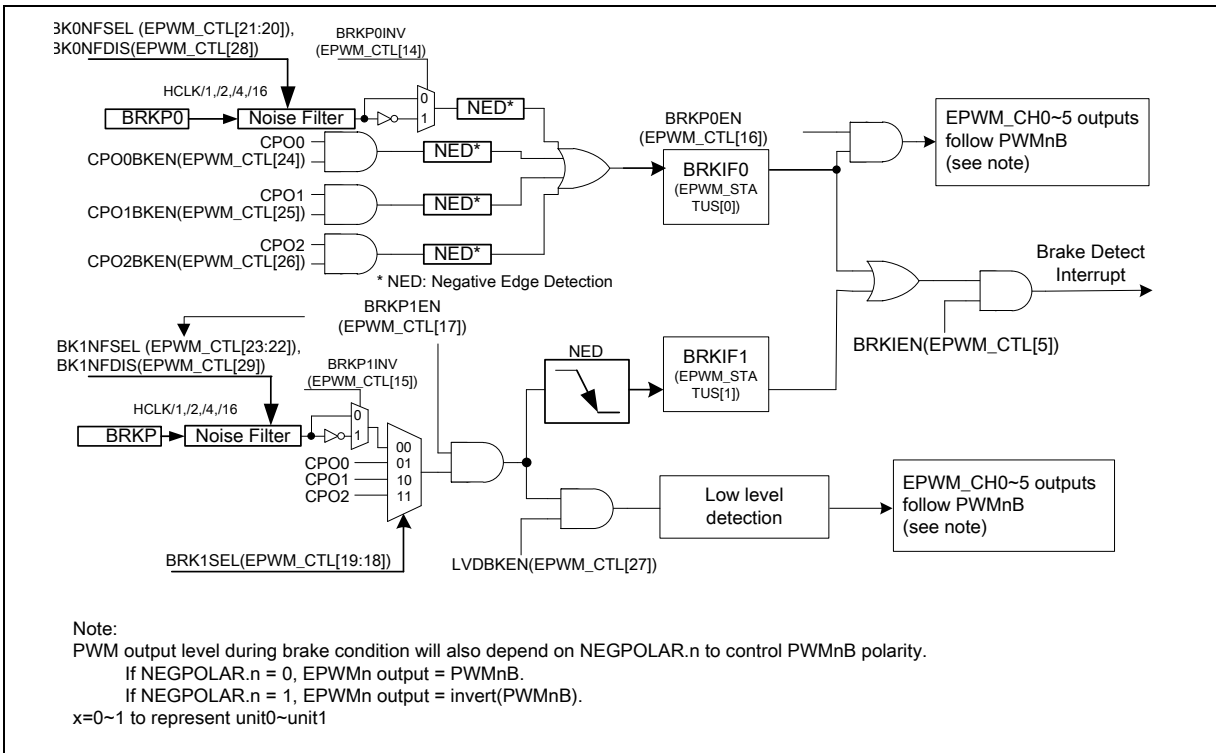 BK0NFSEL (EPWM_CTL[21:20]),
BK0NFDIS(EPWM_CTL[28])
BRKP0INV
(EPWM_CTL[14])
HCLK/1,/2,/4,/16
BRKP0
Noise Filter
0
1
NED*
CPO0
CPO0BKEN(EPWM_CTL[24])
NED*
CPO1
CPO1BKEN(EPWM_CTL[25])
NED*
CPO2
CPO2BKEN(EPWM_CTL[26])
NED*
* NED: Negative Edge Detection
BRKP0EN
(EPWM_CTL[16])
BRKIF0
(EPWM_STA
TUS[0])
EPWM_CH0~5 outputs
follow PWMnB
(see note)
Brake Detect
Interrupt
BRKIEN(EPWM_CTL[5])
BRKP1EN
(EPWM_CTL[17])
BK1NFSEL (EPWM_CTL[23:22]),
BK1NFDIS(EPWM_CTL[29])
BRKP1INV
(EPWM_CTL[15])
HCLK/1,/2,/4,/16
BRKP
Noise Filter
0
1
CPO0
CPO1
CPO2
00
01
10
11
BRK1SEL(EPWM_CTL[19:18])
NED
BRKIF1
(EPWM_STA
TUS[1])
LVDBKEN(EPWM_CTL[27])
Low level
detection
EPWM_CH0~5 outputs
follow PWMnB
(see note)
Note:
PWM output level during brake condition will also depend on NEGPOLAR.n to control PWMnB polarity.
If NEGPOLAR.n = 0, EPWMn output = PWMnB.
If NEGPOLAR.n = 1, EPWMn output = invert(PWMnB).
x=0~1 to represent unit0~unit1